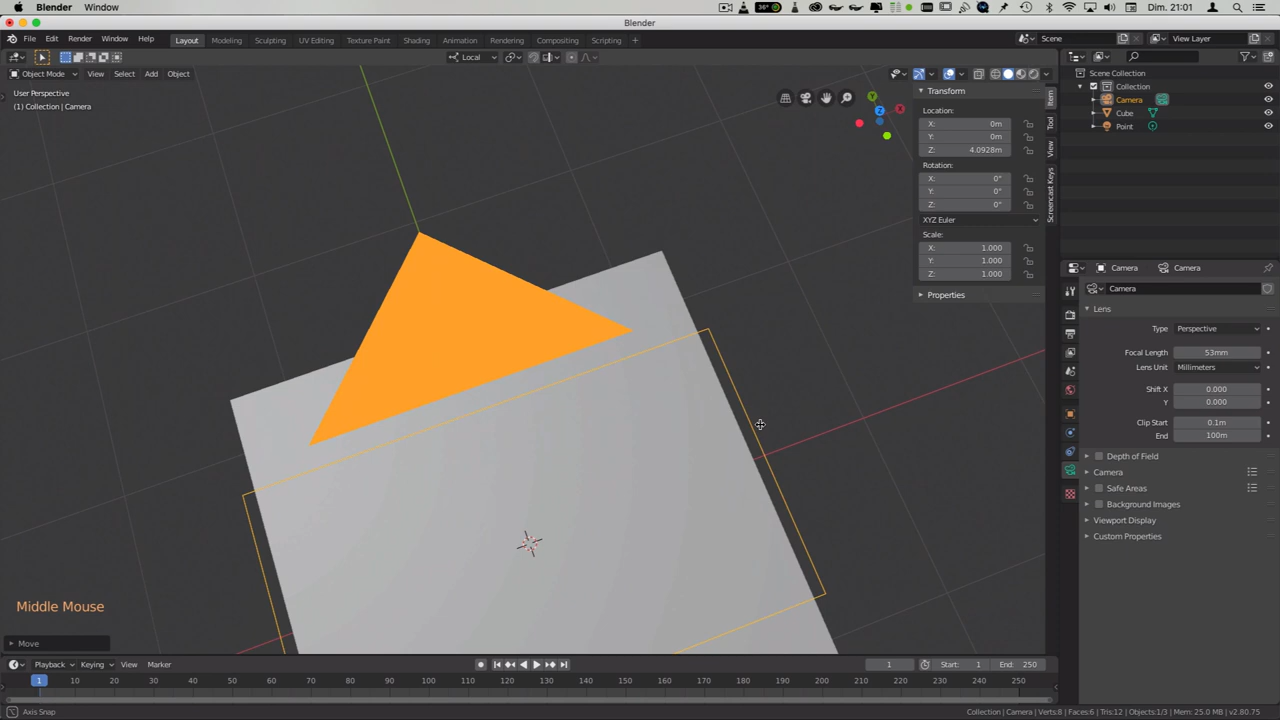 Blender Window
36°
Dim. 21:01
Blender
File Edit Render Window Help
Layout Modeling Sculpting UV Editing Texture Paint Shading Animation Rendering Compositing Scripting +
Scene
View Layer
Local
Object Mode View Select Add Object
User Perspective
(1) Collection | Camera
Y
X
Z
Transform
Location:
X: 0m
Y: 0m
Z: 4.0928m
Rotation:
X: 0°
Y: 0°
Z: 0°
XYZ Euler
Scale:
X: 1.000
Y: 1.000
Z: 1.000
Properties
Item
Tool
View
Screencast Keys
Scene Collection
Collection
Camera
Cube
Point
Camera Camera
Camera
Lens
Type Perspective
Focal Length 53mm
Lens Unit Millimeters
Shift X 0.000
Y 0.000
Clip Start 0.1m
End 100m
Depth of Field
Camera
Safe Areas
Background Images
Viewport Display
Custom Properties
Middle Mouse
Move
Playback Keying View Marker
1 Start: 1 End: 250
1 10 20 30 40 50 60 70 80 90 100 110 120 130 140 150 160 170 180 190 200 210 220 230 240 250
Axis Snap
Collection | Camera | Verts:8 | Faces:6 | Tris:12 | Objects:1/3 | Mem: 25.0 MB | v2.80.75